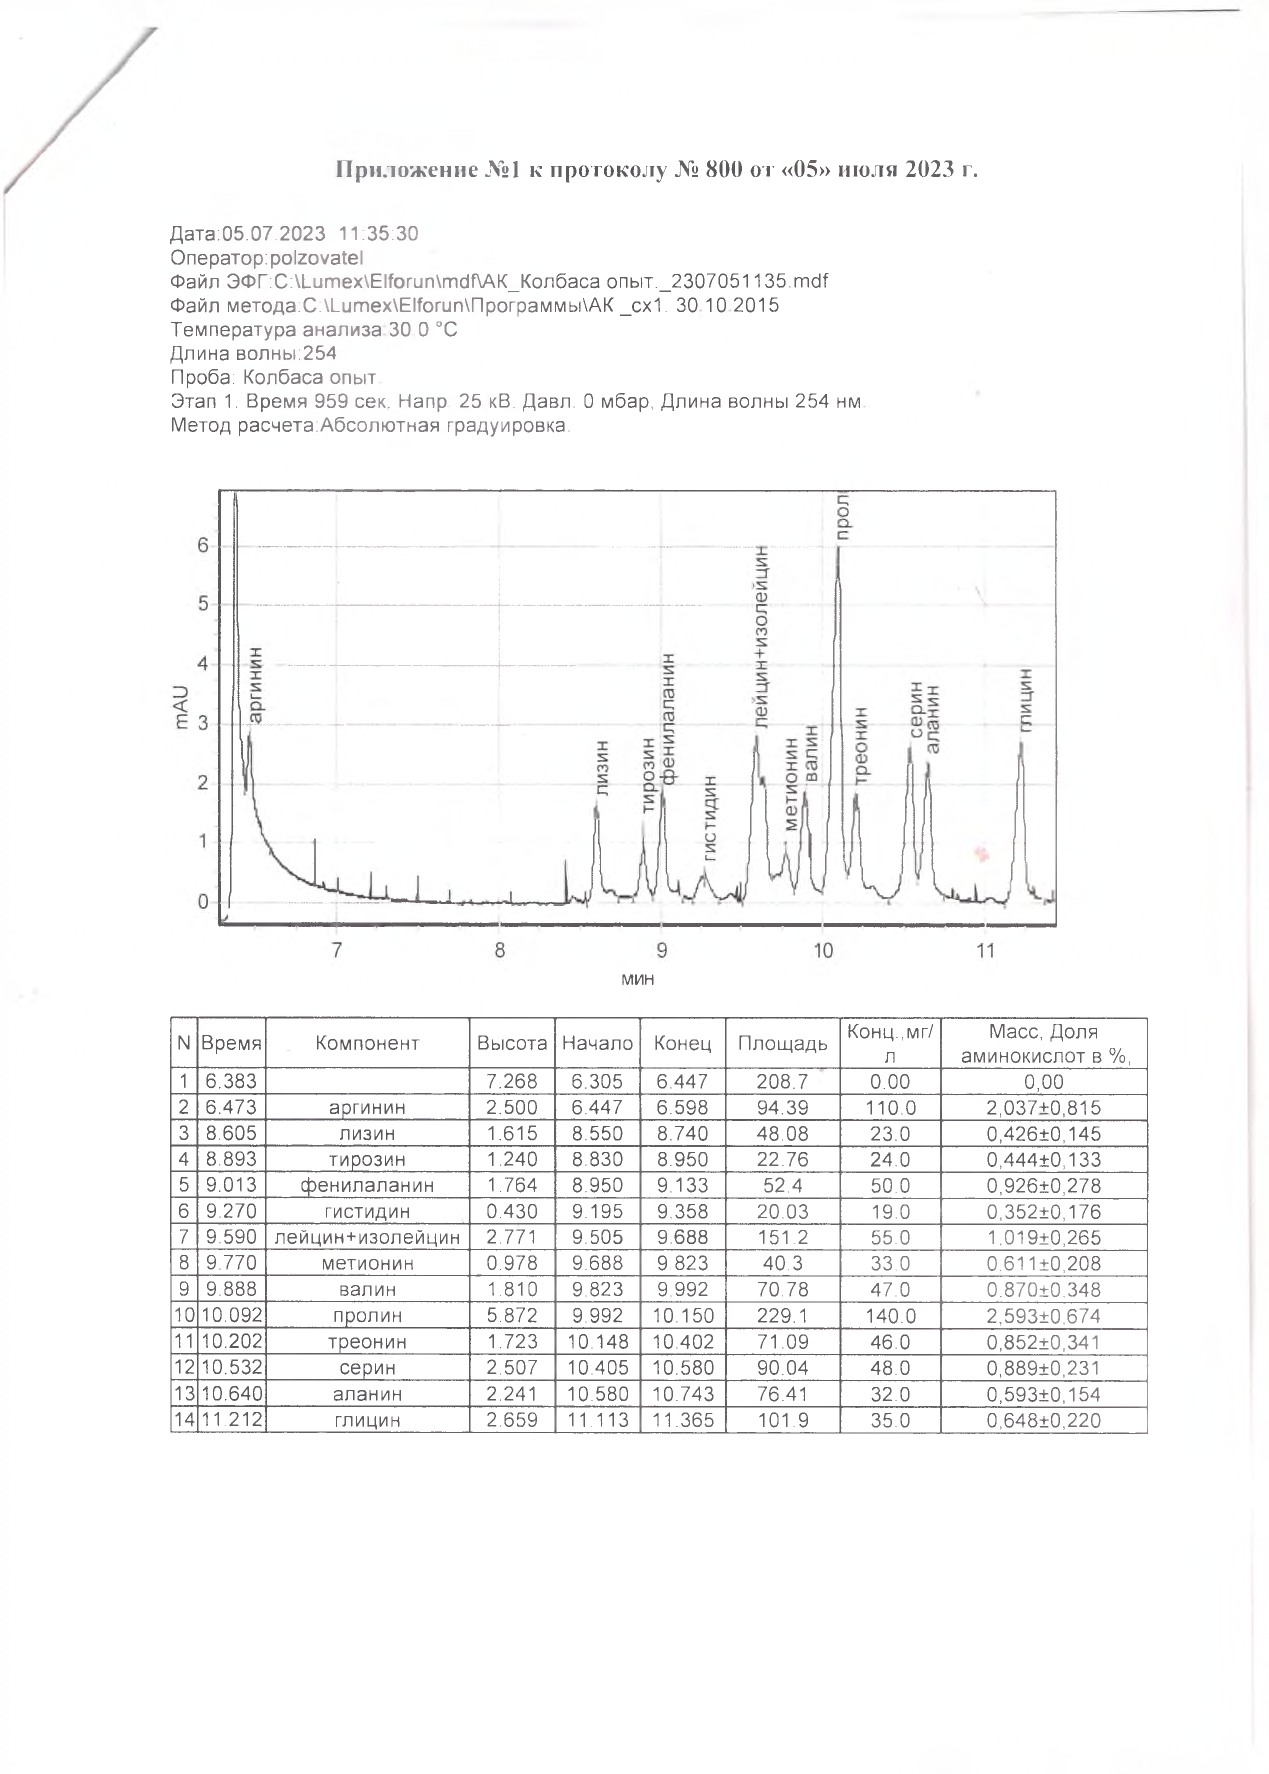 Приложение №1 к протоколу № 800 от «05» июля 2023 г.
Дата:05.07.2023 11:35:30
Оператор:polzovatel
Файл ЭФГ:C:\Lumex\Elforun\mdf\АК_Колбаса опыт._2307051135.mdf
Файл метода:C:\Lumex\Elforun\Программы\АК _сх1. 30.10.2015
Температура анализа:30.0 °C
Длина волны:254
Проба: Колбаса опыт.
Этап 1. Время 959 сек, Напр. 25 кВ. Давл. 0 мбар, Длина волны 254 нм.
Метод расчета:Абсолютная градуировка.
mAU
6
5
4
3
2
1
0
аргинин
лизин
тирозин
фенилаланин
гистидин
лейцин+изолейцин
метионин
валин
прол
треонин
серин
аланин
глицин
7 8 9 10 11
мин
N Время Компонент Высота Начало Конец Площадь Конц.,мг/л Масс, Доля аминокислот в %,
1 6.383 7.268 6.305 6.447 208.7 0.00 0,00
2 6.473 аргинин 2.500 6.447 6.598 94.39 110.0 2,037±0,815
3 8.605 лизин 1.615 8.550 8.740 48.08 23.0 0,426±0,145
4 8.893 тирозин 1.240 8.830 8.950 22.76 24.0 0,444±0,133
5 9.013 фенилаланин 1.764 8.950 9.133 52.4 50.0 0,926±0,278
6 9.270 гистидин 0.430 9.195 9.358 20.03 19.0 0,352±0,176
7 9.590 лейцин+изолейцин 2.771 9.505 9.688 151.2 55.0 1.019±0,265
8 9.770 метионин 0.978 9.688 9.823 40.3 33.0 0.611±0,208
9 9.888 валин 1.810 9.823 9.992 70.78 47.0 0.870±0.348
10 10.092 пролин 5.872 9.992 10.150 229.1 140.0 2,593±0,674
11 10.202 треонин 1.723 10.148 10.402 71.09 46.0 0,852±0,341
12 10.532 серин 2.507 10.405 10.580 90.04 48.0 0,889±0,231
13 10.640 аланин 2.241 10.580 10.743 76.41 32.0 0,593±0,154
14 11.212 глицин 2.659 11.113 11.365 101.9 35.0 0,648±0,220